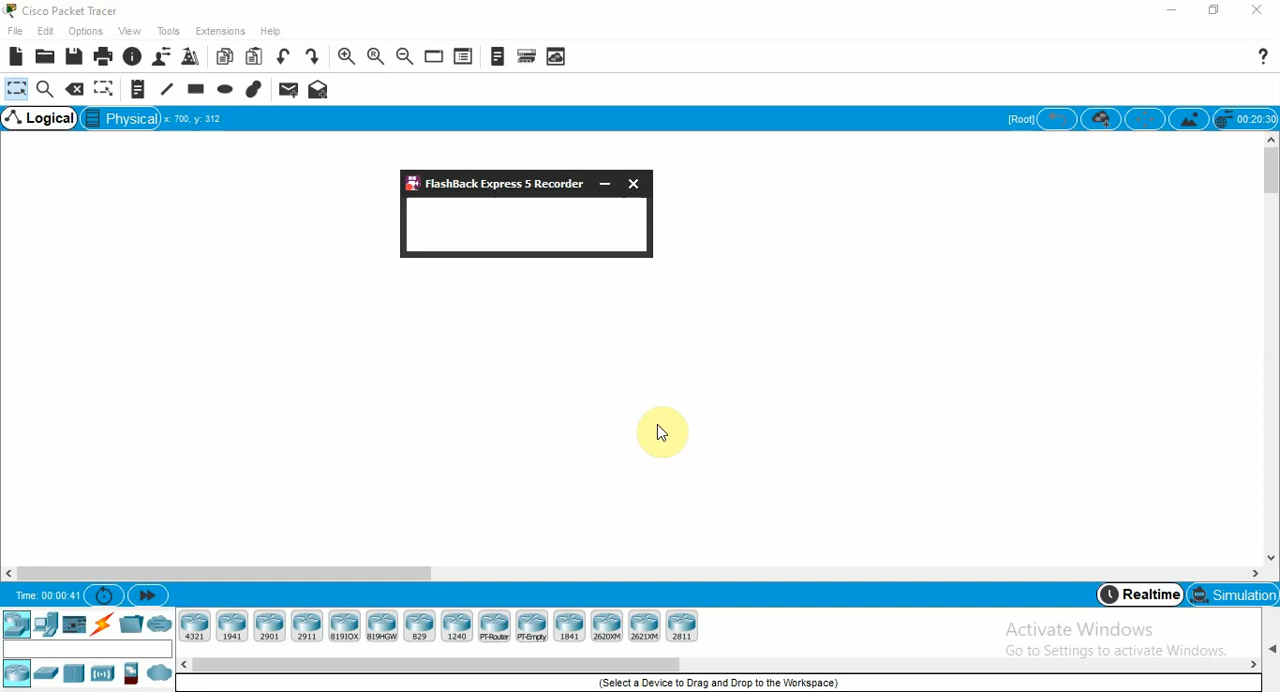 Cisco Packet Tracer
File Edit Options View Tools Extensions Help
?
Logical Physical x: 700, y: 312 [Root] 00:20:30
FlashBack Express 5 Recorder
Time: 00:00:41 Realtime Simulation
4321 1941 2901 2911 819IOX 819HGW 829 1240 PT-Router PT-Empty 1841 2620XM 2621XM 2811
Activate Windows
Go to Settings to activate Windows.
(Select a Device to Drag and Drop to the Workspace)